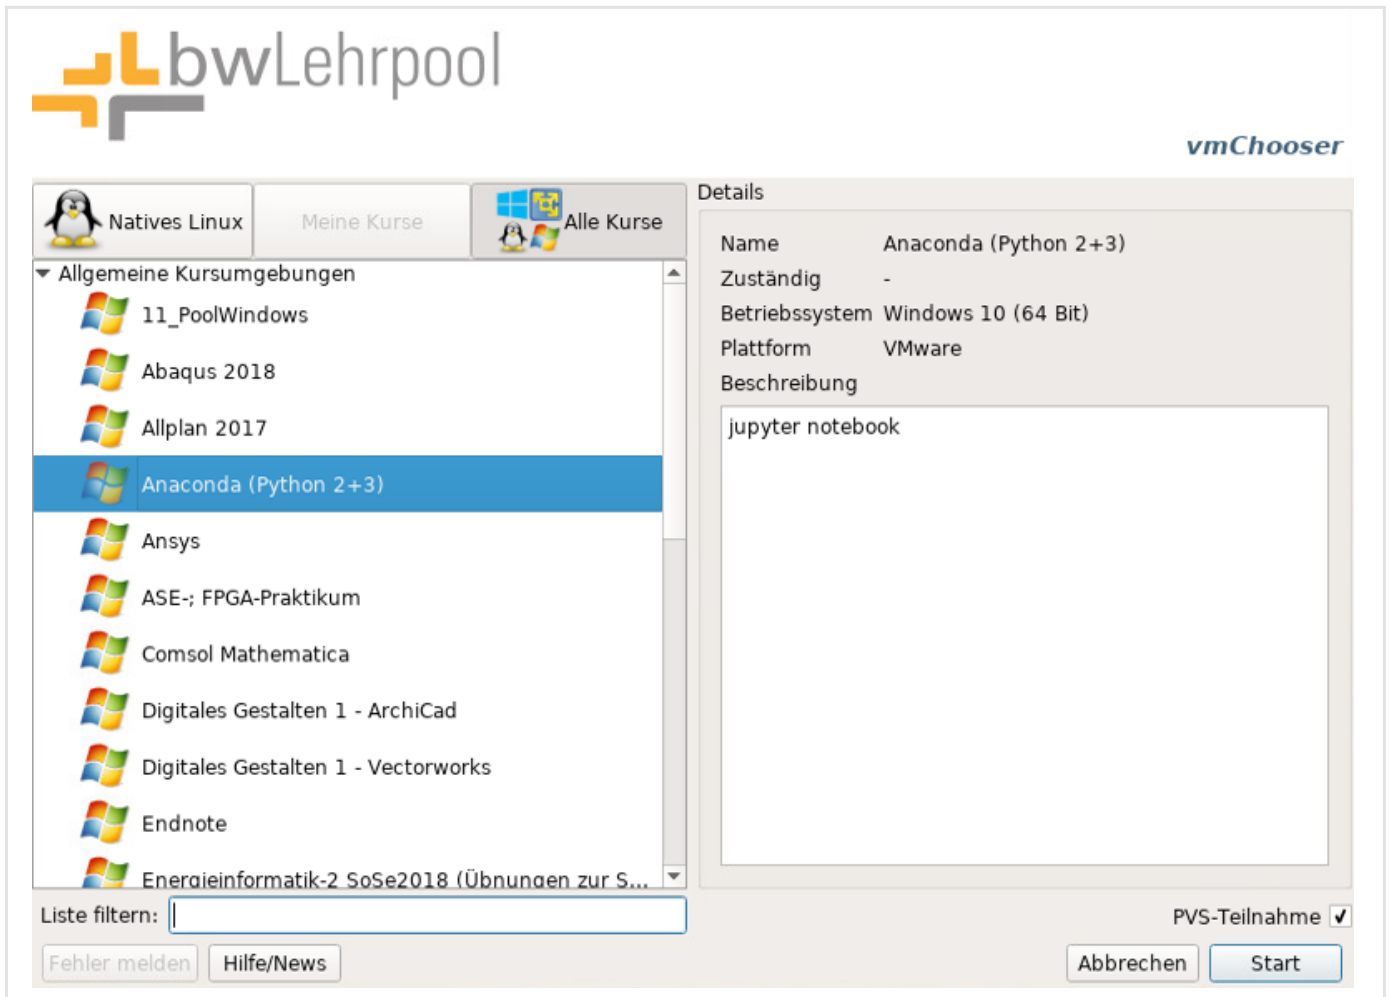 bwLehrpool
vmChooser
Natives Linux
Meine Kurse
Alle Kurse
Allgemeine Kursumgebungen
11_PoolWindows
Abaqus 2018
Allplan 2017
Anaconda (Python 2+3)
Ansys
ASE-; FPGA-Praktikum
Comsol Mathematica
Digitales Gestalten 1 - ArchiCad
Digitales Gestalten 1 - Vectorworks
Endnote
Energieinformatik-2 SoSe2018 (Übnungen zur S...
Liste filtern:
Fehler melden
Hilfe/News
Details
Name Anaconda (Python 2+3)
Zuständig -
Betriebssystem Windows 10 (64 Bit)
Plattform VMware
Beschreibung
jupyter notebook
PVS-Teilnahme
Abbrechen
Start